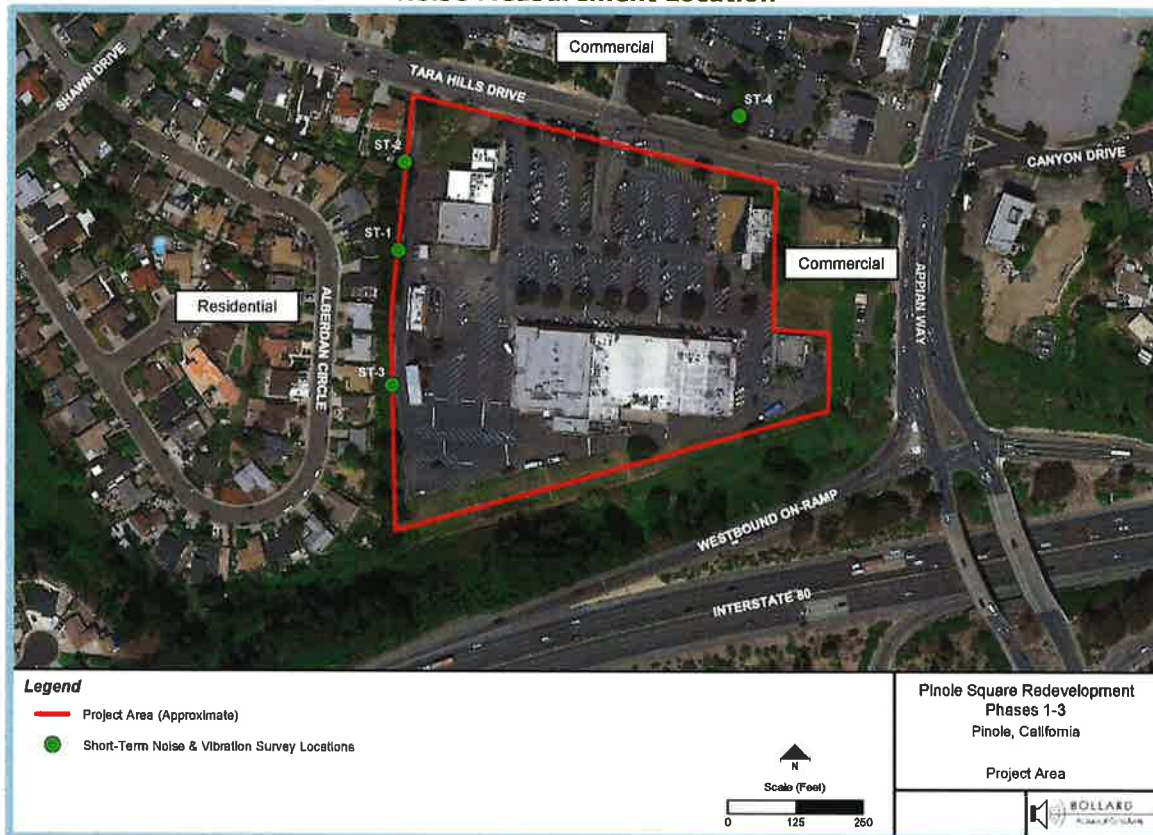 Commercial
SHAWN DRIVE
TARA HILLS DRIVE
ST-4
ST-2
CANYON DRIVE
ST-1
Commercial
Residential
ALBERDAN CIRCLE
APPIAN WAY
ST-3
WESTBOUND ON-RAMP
INTERSTATE 80
Legend
Project Area (Approximate)
Short-Term Noise & Vibration Survey Locations
N
Scale (Feet)
0 125 250
Pinole Square Redevelopment
Phases 1-3
Pinole, California
Project Area
BOLLARD